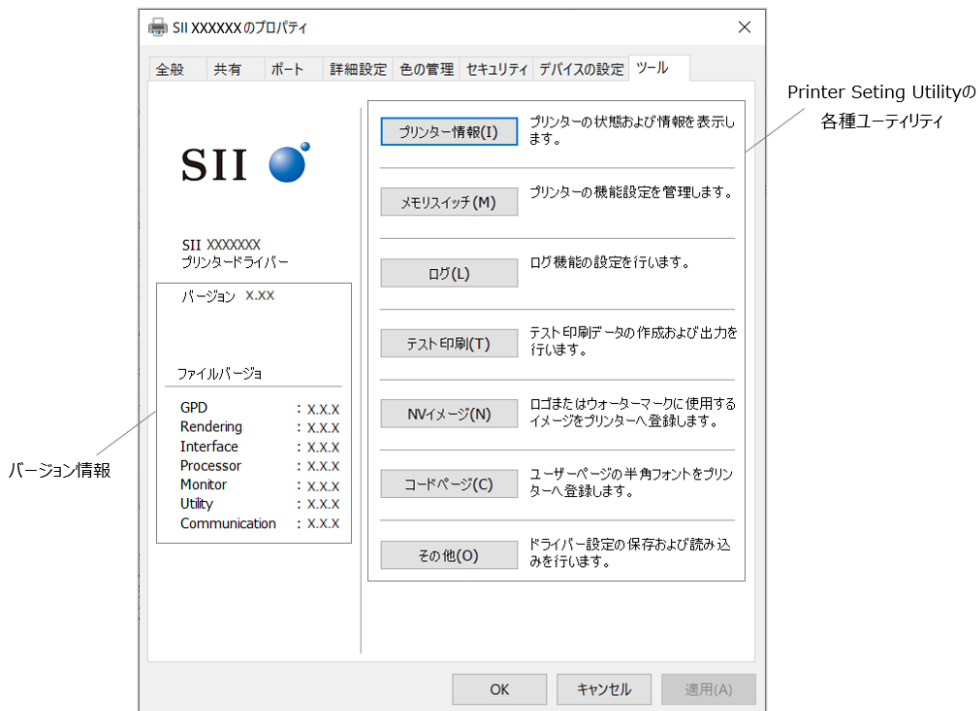 SII XXXXXX のプロパティ
全般 共有 ポート 詳細設定 色の管理 セキュリティ デバイスの設定 ツール
SII
SII XXXXXXX
プリンタードライバー
バージョン X.XX
ファイルバージョ
GPD : X.X.X
Rendering : X.X.X
Interface : X.X.X
Processor : X.X.X
Monitor : X.X.X
Utility : X.X.X
Communication : X.X.X
バージョン情報
プリンター情報(I)
プリンターの状態および情報を表示し
ます。
メモリスイッチ(M)
プリンターの機能設定を管理します。
ログ(L)
ログ機能の設定を行います。
テスト印刷(T)
テスト印刷データの作成および出力を
行います。
NVイメージ(N)
ロゴまたはウォーターマークに使用する
イメージをプリンターへ登録します。
コードページ(C)
ユーザーページの半角フォントをプリン
ターへ登録します。
その他(O)
ドライバー設定の保存および読み込
みを行います。
Printer Seting Utilityの
各種ユーティリティ
OK キャンセル 適用(A)